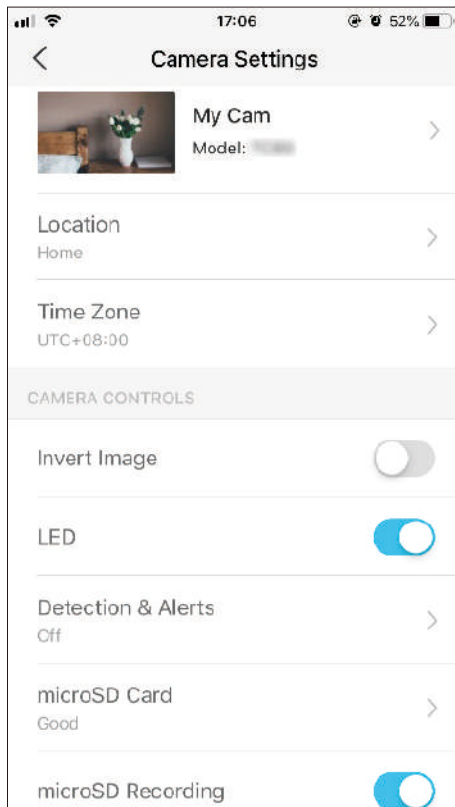 17:06
52%
Camera Settings
My Cam
Model:
Location
Home
Time Zone
UTC+08:00
CAMERA CONTROLS
Invert Image
LED
Detection & Alerts
Off
microSD Card
Good
microSD Recording